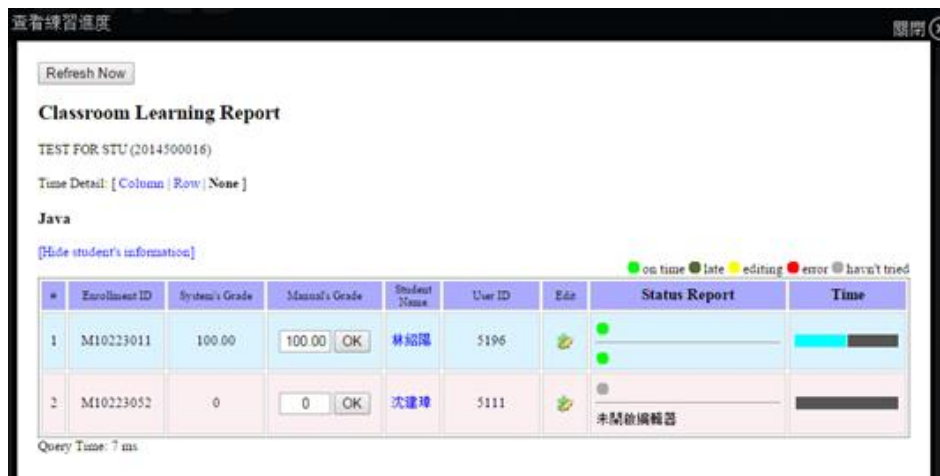 查看練習進度
關閉
Refresh Now
Classroom Learning Report
TEST FOR STU (2014500016)
Time Detail: [ Column | Row | None ]
Java
[Hide student's information]
on time late editing error havn't tried
# Enrollment ID System's Grade Manual's Grade Student Name User ID Edit Status Report Time
1 M10223011 100.00 100.00 OK 林紹陽 5196
2 M10223052 0 0 OK 沈建瑋 5111 未開啟編輯器
Query Time: 7 ms